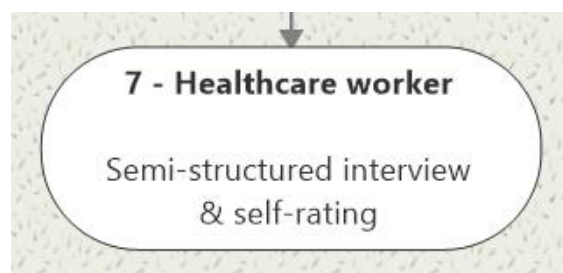 7 - Healthcare worker
Semi-structured interview
& self-rating